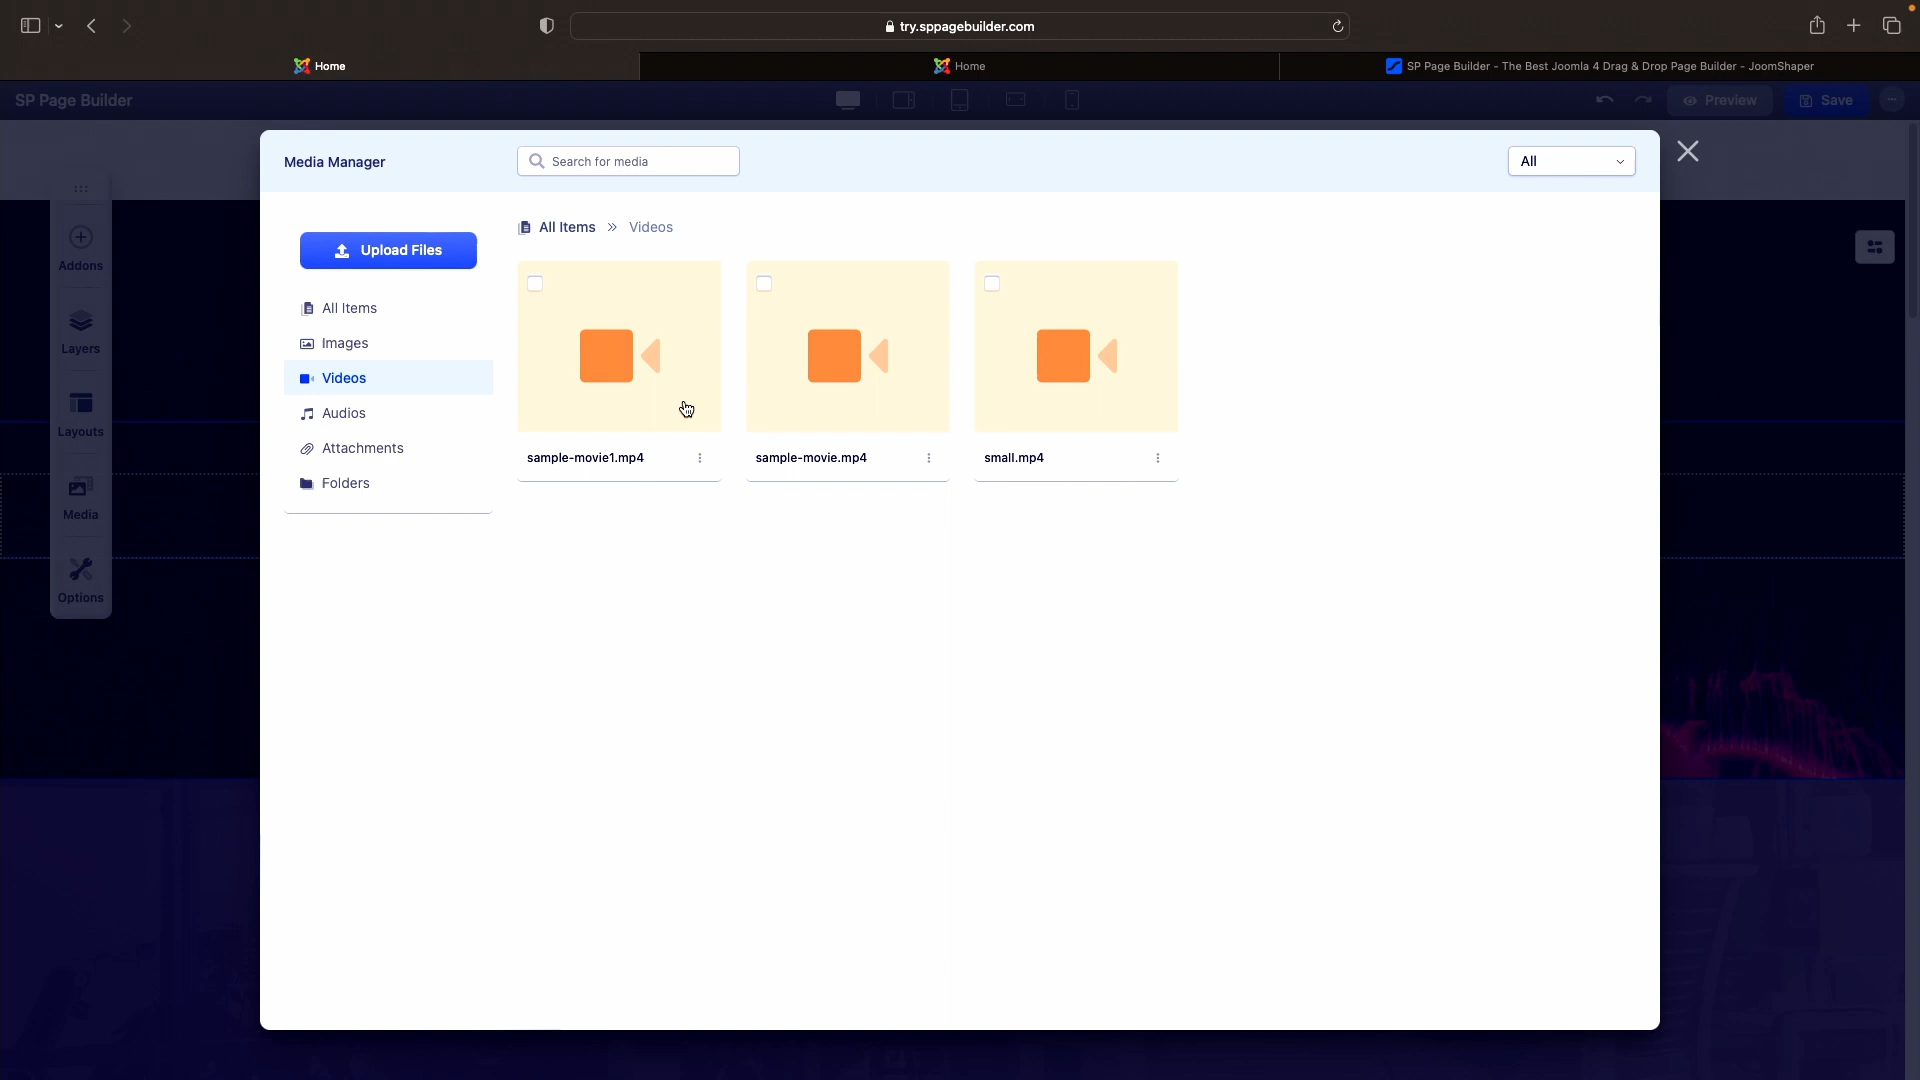 try.sppagebuilder.com
Home
Home
SP Page Builder - The Best Joomla 4 Drag & Drop Page Builder - JoomShaper
SP Page Builder
Preview
Save
Media Manager
Search for media
All
Upload Files
All Items
Images
Videos
Audios
Attachments
Folders
All Items » Videos
sample-movie1.mp4
sample-movie.mp4
small.mp4
Addons
Layers
Layouts
Media
Options